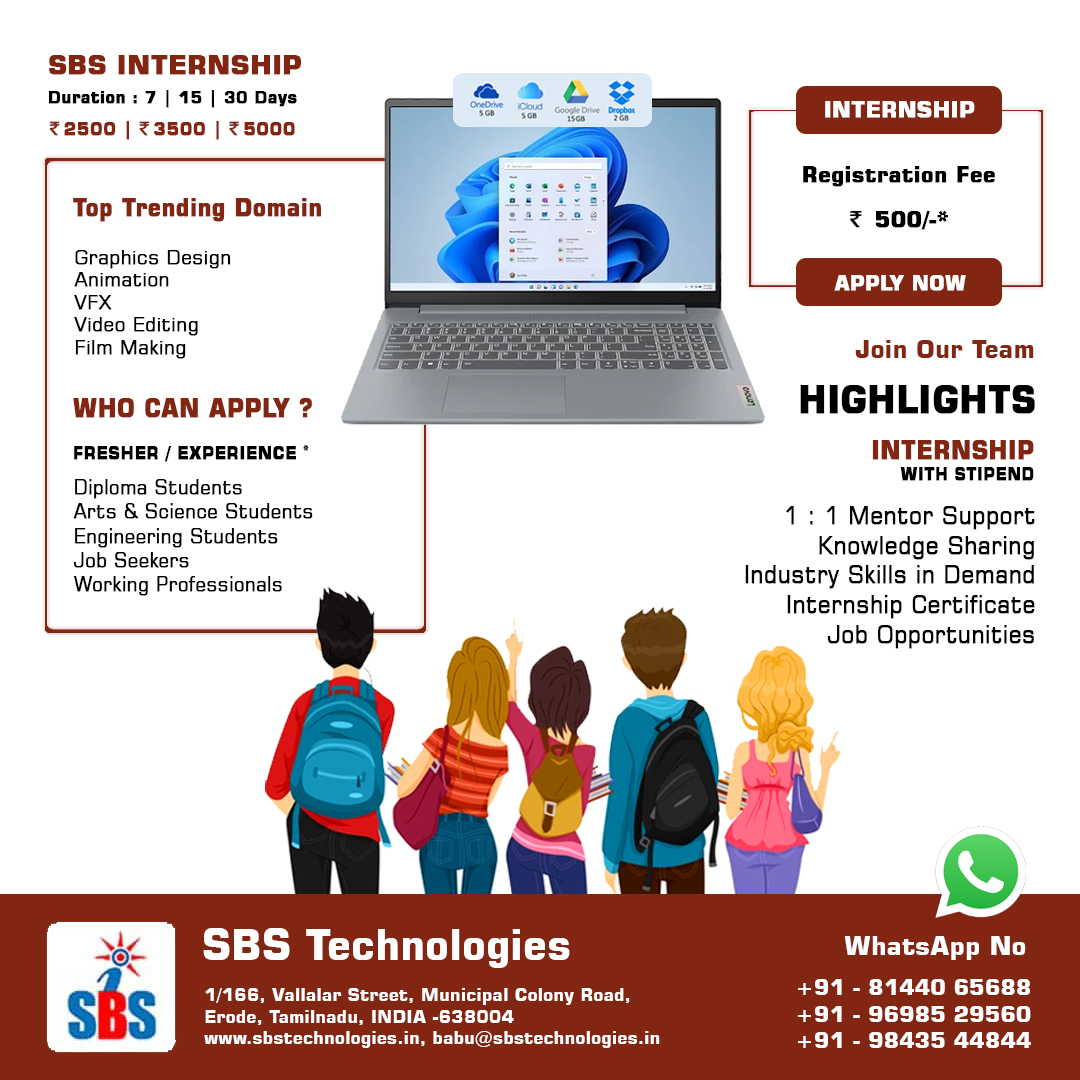 SBS INTERNSHIP
Duration : 7 | 15 | 30 Days
₹ 2500 | ₹ 3500 | ₹ 5000
Top Trending Domain
Graphics Design
Animation
VFX
Video Editing
Film Making
WHO CAN APPLY ?
FRESHER / EXPERIENCE *
Diploma Students
Arts & Science Students
Engineering Students
Job Seekers
Working Professionals
OneDrive
5 GB
iCloud
5 GB
Google Drive
15GB
Dropbox
2 GB
Lenovo
INTERNSHIP
Registration Fee
₹ 500/-*
APPLY NOW
Join Our Team
HIGHLIGHTS
INTERNSHIP
WITH STIPEND
1 : 1 Mentor Support
Knowledge Sharing
Industry Skills in Demand
Internship Certificate
Job Opportunities
SBS
SBS Technologies
1/166, Vallalar Street, Municipal Colony Road,
Erode, Tamilnadu, INDIA -638004
www.sbstechnologies.in, babu@sbstechnologies.in
WhatsApp No
+91 - 81440 65688
+91 - 96985 29560
+91 - 98435 44844